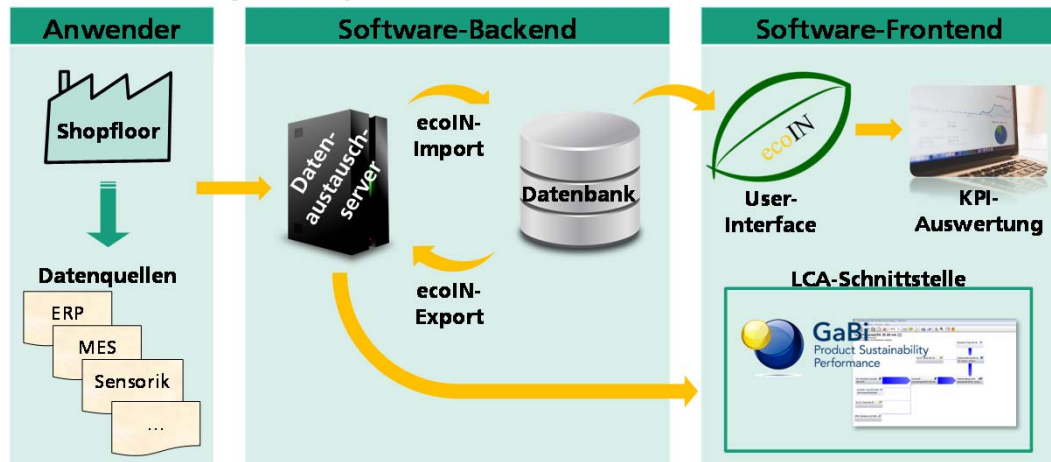 Anwender
Shopfloor
Datenquellen
ERP
MES
Sensorik
...
Software-Backend
Daten-
austausch-
server
ecoIN-
Import
Datenbank
ecoIN-
Export
Software-Frontend
ecoIN
User-
Interface
KPI-
Auswertung
LCA-Schnittstelle
GaBi
Product Sustainability
Performance